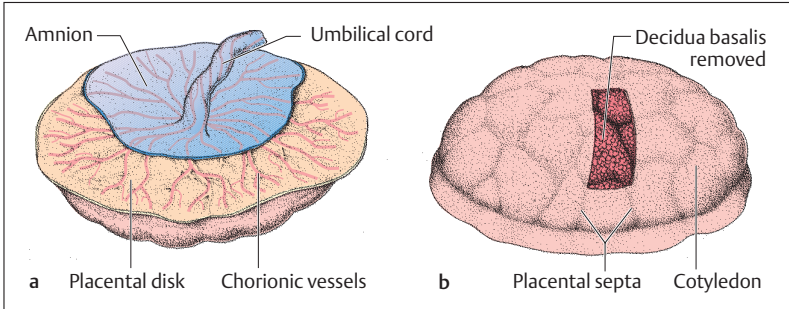 Amnion
Umbilical cord
Decidua basalis
removed
a
Placental disk
Chorionic vessels
b
Placental septa
Cotyledon